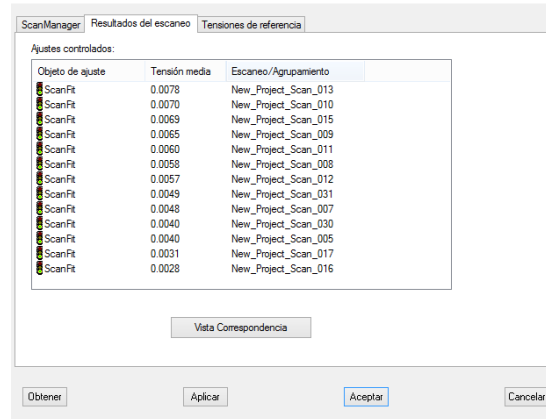 ScanManager Resultados del escaneo Tensiones de referencia
Ajustes controlados:
Objeto de ajuste Tensión media Escaneo/Agrupamiento
ScanFit 0.0078 New_Project_Scan_013
ScanFit 0.0070 New_Project_Scan_010
ScanFit 0.0069 New_Project_Scan_015
ScanFit 0.0065 New_Project_Scan_009
ScanFit 0.0060 New_Project_Scan_011
ScanFit 0.0058 New_Project_Scan_008
ScanFit 0.0057 New_Project_Scan_012
ScanFit 0.0049 New_Project_Scan_031
ScanFit 0.0048 New_Project_Scan_007
ScanFit 0.0040 New_Project_Scan_030
ScanFit 0.0040 New_Project_Scan_005
ScanFit 0.0031 New_Project_Scan_017
ScanFit 0.0028 New_Project_Scan_016
Vista Correspondencia
Obtener Aplicar Aceptar Cancelar